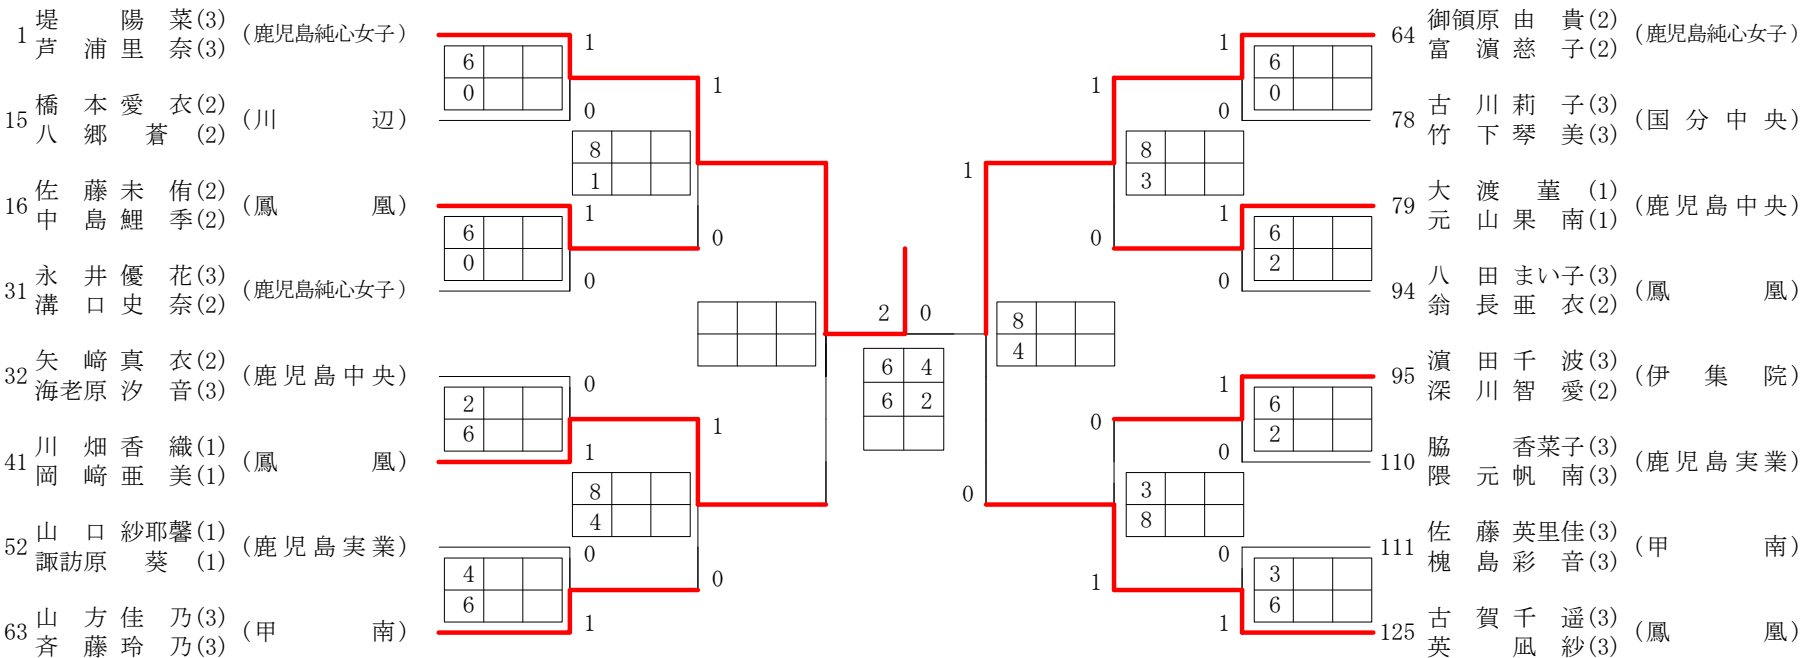 1 堤 陽菜(3) (鹿児島純心女子)
芦浦里奈(3)
15 橋本愛衣(2) (川辺)
八郷蒼(2)
16 佐藤未侑(2) (鳳凰)
中島鯉季(2)
31 永井優花(3) (鹿児島純心女子)
溝口史奈(2)
32 矢﨑真衣(2) (鹿児島中央)
海老原汐音(3)
41 川畑香織(1) (鳳凰)
岡﨑亜美(1)
52 山口紗耶馨(1) (鹿児島実業)
諏訪原葵(1)
63 山方佳乃(3) (甲南)
斉藤玲乃(3)
1
6
0
0
1
8
1
1
6
0
0
0
0
2
6
1
1
8
4
0
4
6
1
0
2 0
6 4
6 2
8
4
1
0
1
8
3
0
0
3
8
1
1
6
0
0
1
6
2
0
1
6
2
0
0
3
6
1
64 御領原由貴(2) (鹿児島純心女子)
富濵慈子(2)
78 古川莉子(3) (国分中央)
竹下琴美(3)
79 大渡菫(1) (鹿児島中央)
元山果南(1)
94 八田まい子(3) (鳳凰)
翁長亜衣(2)
95 濵田千波(3) (伊集院)
深川智愛(2)
110 脇香菜子(3) (鹿児島実業)
隈元帆南(3)
111 佐藤英里佳(3) (甲南)
槐島彩音(3)
125 古賀千遥(3) (鳳凰)
英凪紗(3)